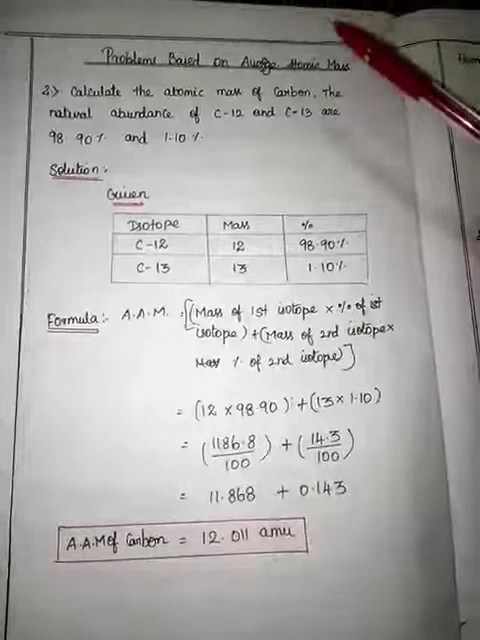 Problems Based on Average Atomic Mass
2) Calculate the atomic mass of Carbon, The
natural abundance of C-12 and C-13 are
98.90% and 1.10%.
Solution:-
Given
Isotope Mass %
C-12 12 98.90%
C-13 13 1.10%
Formula:- A.A.M. = [(Mass of 1st isotope x % of 1st
isotope) + (Mass of 2nd isotope x
% of 2nd isotope)]
= (12 x 98.90) + (13 x 1.10)
= (1186.8/100) + (14.3/100)
= 11.868 + 0.143
A.A.M of Carbon = 12.011 amu